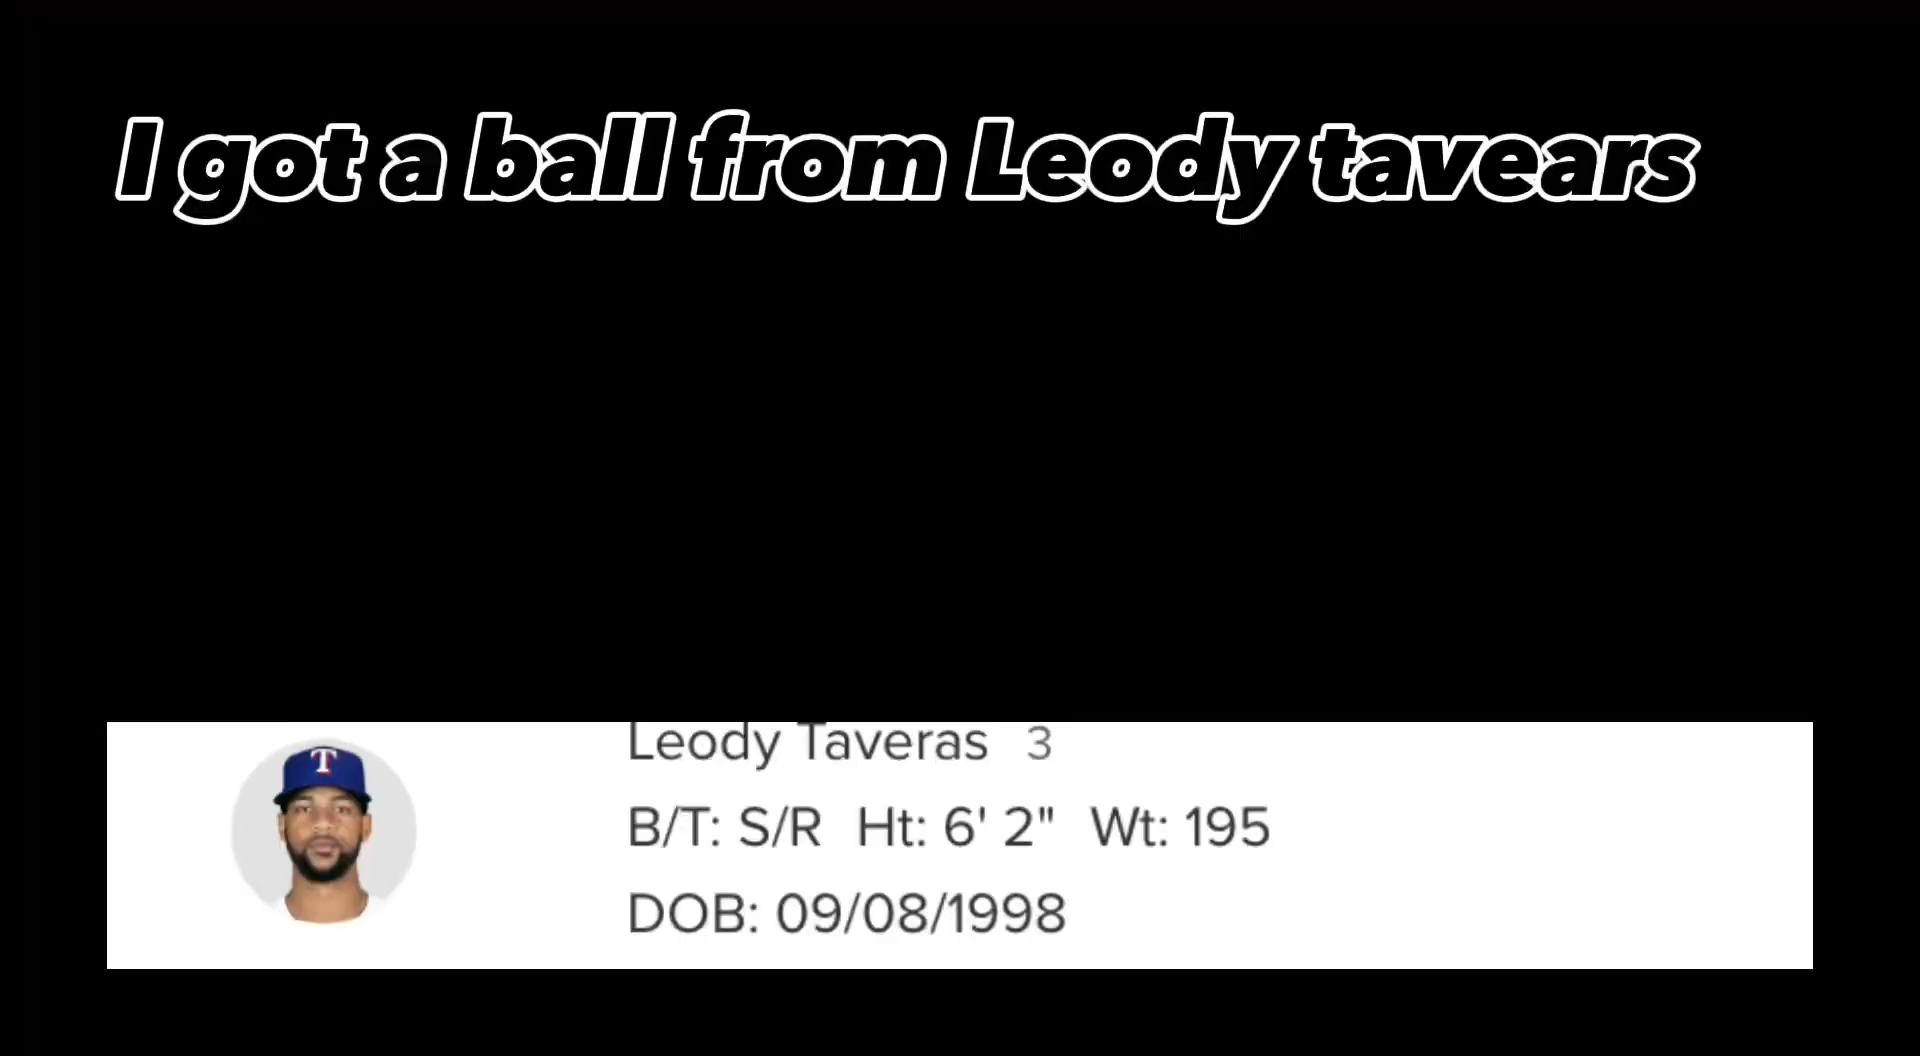 I got a ball from Leody tavears
T
Leody Taveras 3
B/T: S/R Ht: 6' 2" Wt: 195
DOB: 09/08/1998